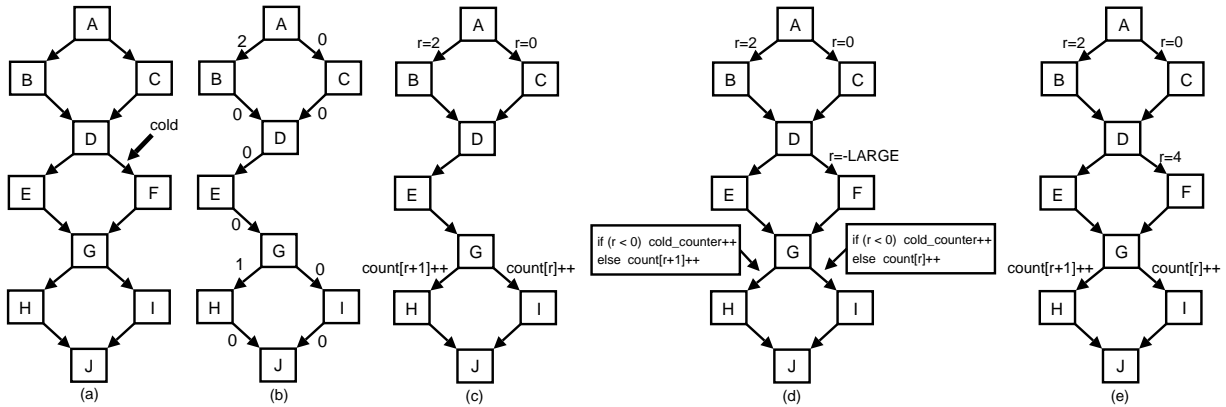 A
B
C
D
cold
E
F
G
H
I
J
(a)
A
2
0
B
C
0
0
D
0
E
0
G
1
0
H
I
0
0
J
(b)
A
r=2
r=0
B
C
D
E
G
count[r+1]++
count[r]++
H
I
J
(c)
A
r=2
r=0
B
C
D
r=-LARGE
E
F
if (r < 0) cold_counter++
else count[r+1]++
G
if (r < 0) cold_counter++
else count[r]++
H
I
J
(d)
A
r=2
r=0
B
C
D
r=4
E
F
G
count[r+1]++
count[r]++
H
I
J
(e)